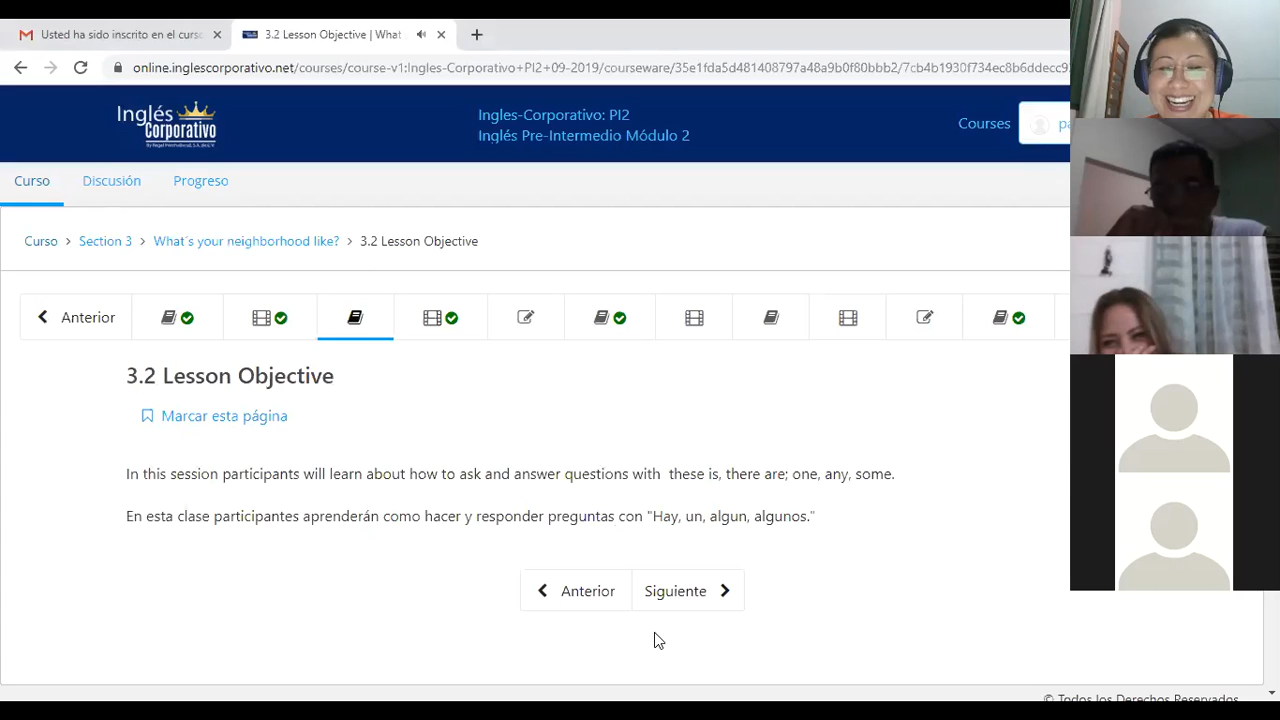 Usted ha sido inscrito en el curso
3.2 Lesson Objective | What
online.inglescorporativo.net/courses/course-v1:Ingles-Corporativo+PI2+09-2019/courseware/35e1fda5d481408797a48a9b0f80bbb2/7cb4b1930f734ec8b6ddecc9
Inglés
Corporativo
By Regal International, S.A. de C.V.
Ingles-Corporativo: PI2
Inglés Pre-Intermedio Módulo 2
Courses
pa
Curso
Discusión
Progreso
Curso > Section 3 > What´s your neighborhood like? > 3.2 Lesson Objective
Anterior
3.2 Lesson Objective
Marcar esta página
In this session participants will learn about how to ask and answer questions with these is, there are; one, any, some.
En esta clase participantes aprenderán como hacer y responder preguntas con "Hay, un, algun, algunos."
Anterior
Siguiente
© Todos los Derechos Reservados